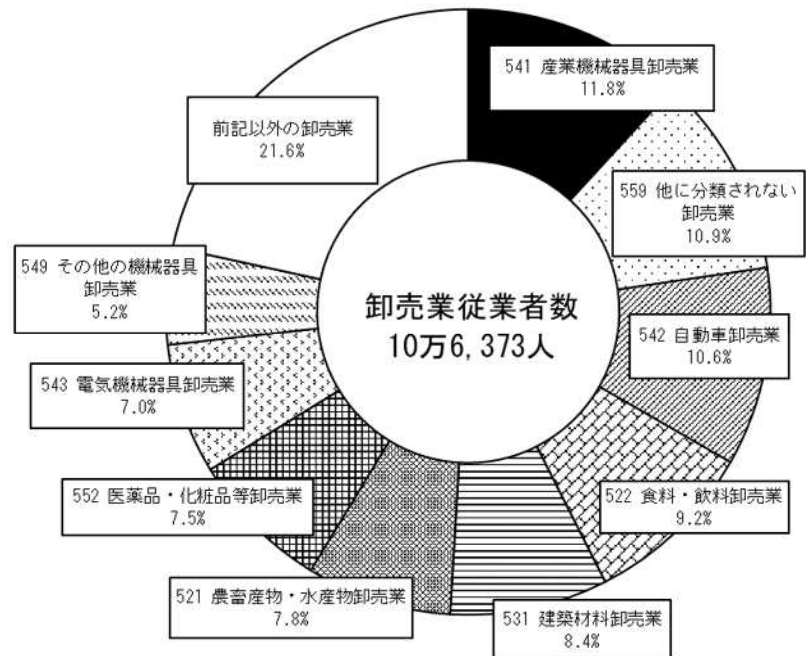 卸売業従業者数
10万6,373人
541 産業機械器具卸売業
11.8%
559 他に分類されない
卸売業
10.9%
542 自動車卸売業
10.6%
522 食料・飲料卸売業
9.2%
531 建築材料卸売業
8.4%
521 農畜産物・水産物卸売業
7.8%
552 医薬品・化粧品等卸売業
7.5%
543 電気機械器具卸売業
7.0%
549 その他の機械器具
卸売業
5.2%
前記以外の卸売業
21.6%